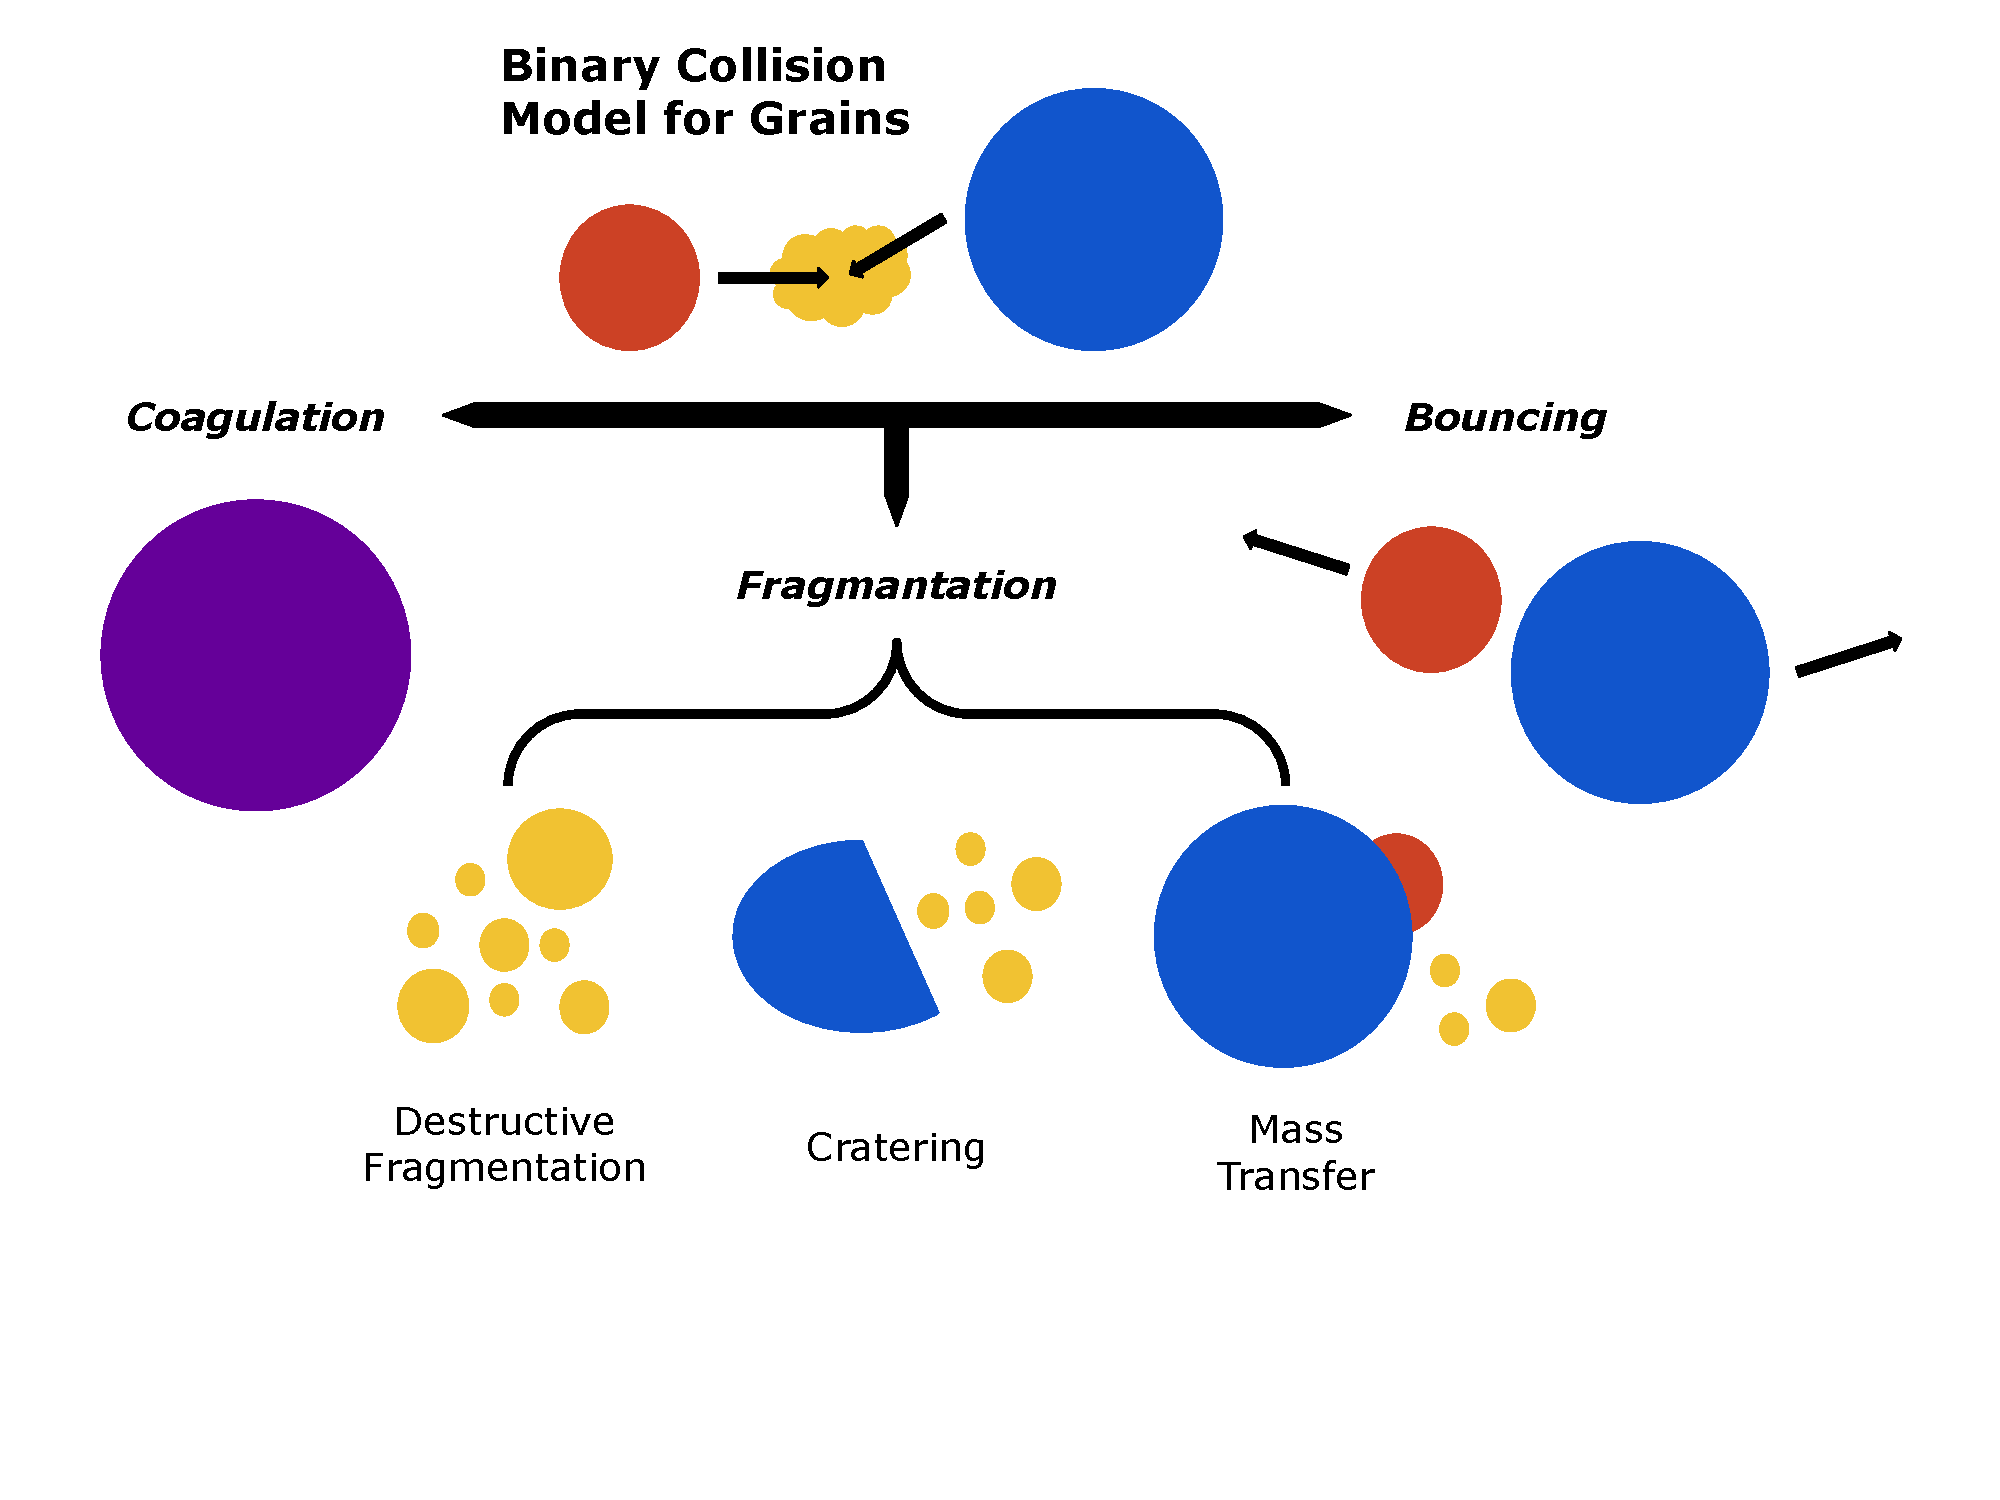 Binary Collision
Model for Grains
Coagulation
Bouncing
Fragmantation
Destructive
Fragmentation
Cratering
Mass
Transfer